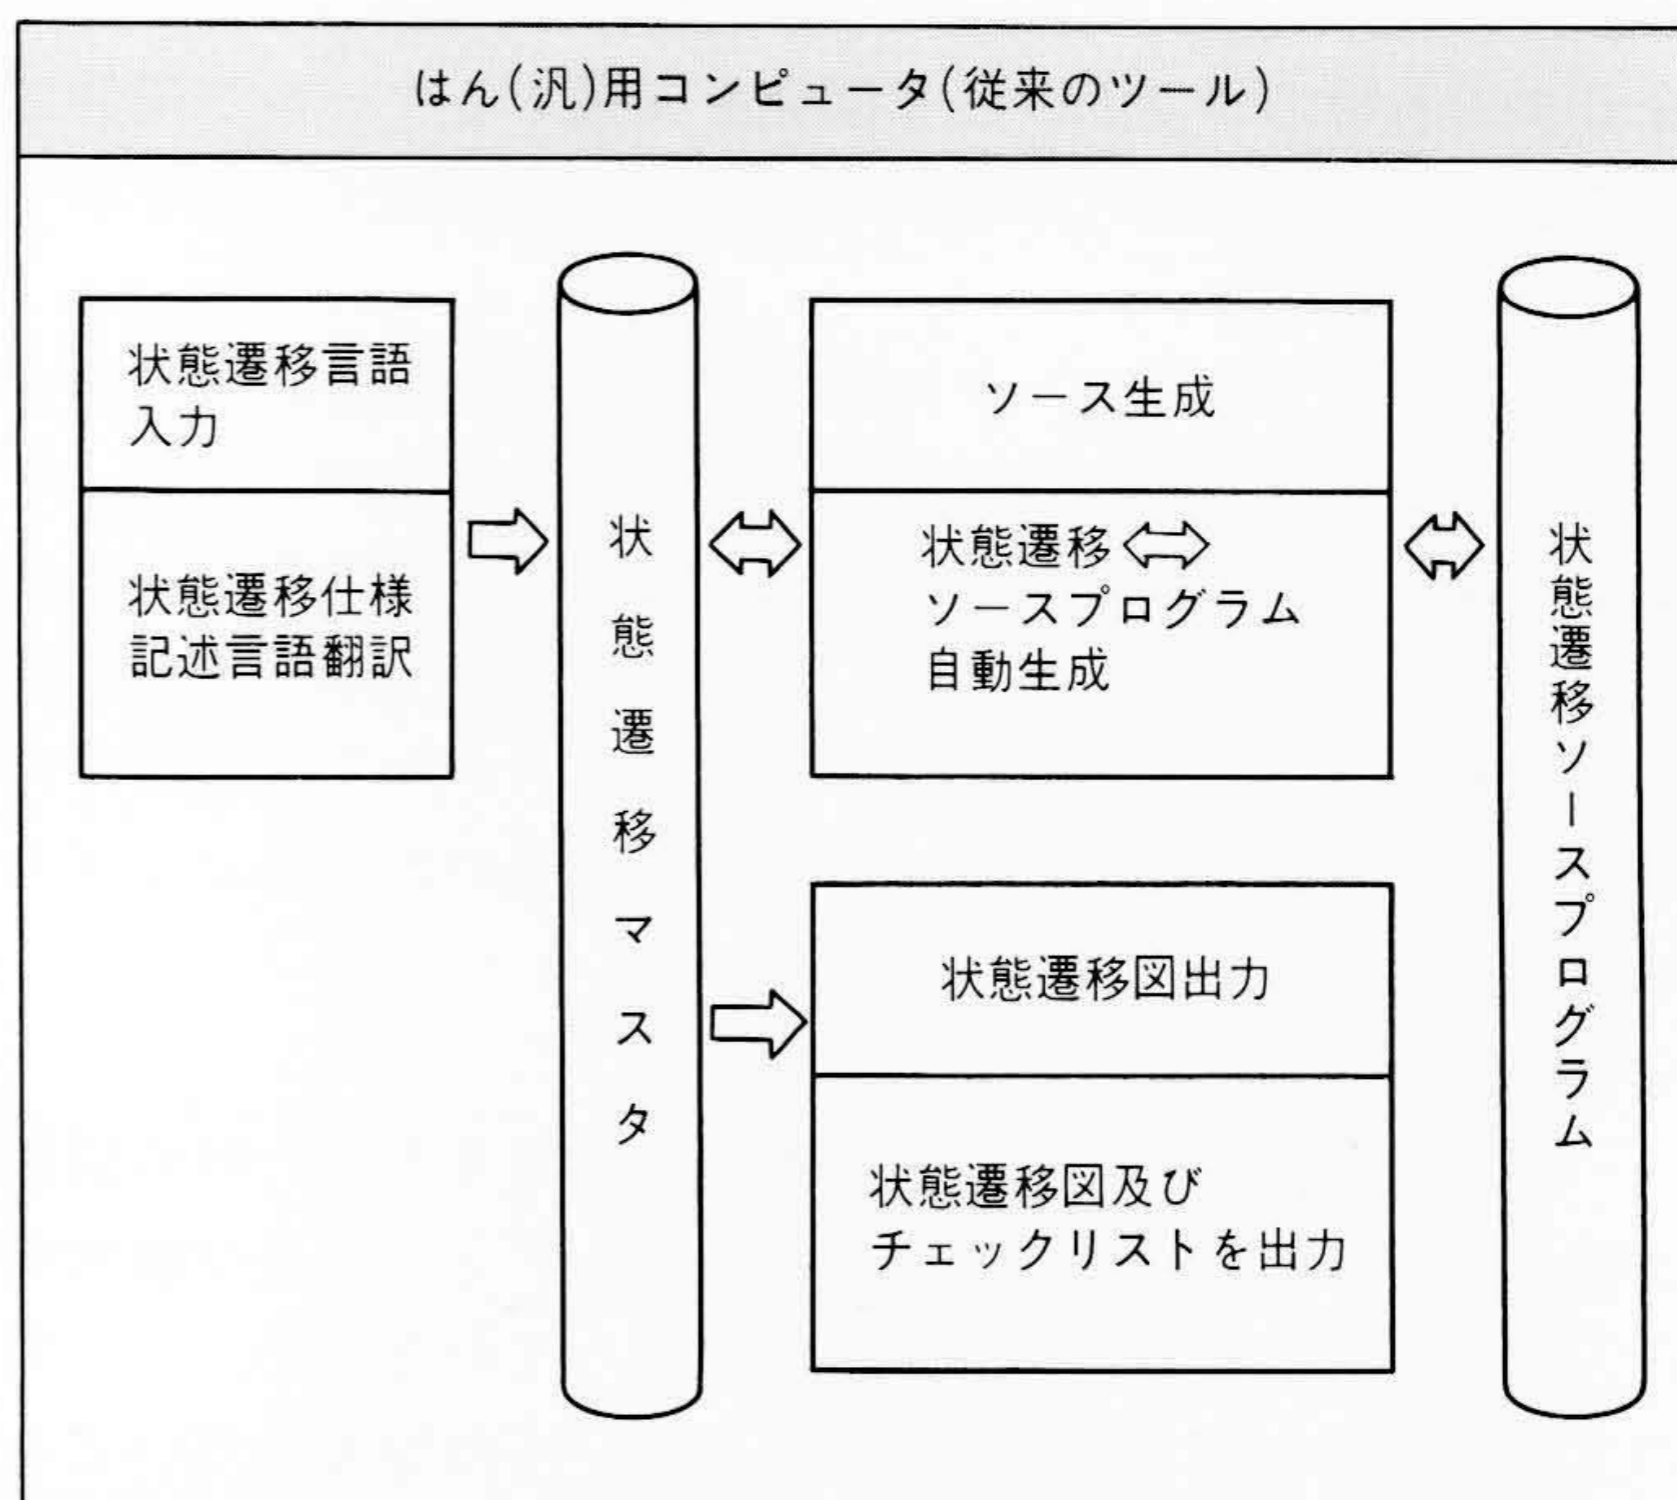 はん(汎)用コンピュータ(従来のツール)
状態遷移言語
入力
状態遷移仕様
記述言語翻訳
状態遷移マスタ
ソース生成
状態遷移⇔
ソースプログラム
自動生成
状態遷移図出力
状態遷移図及び
チェックリストを出力
状態遷移ソースプログラム